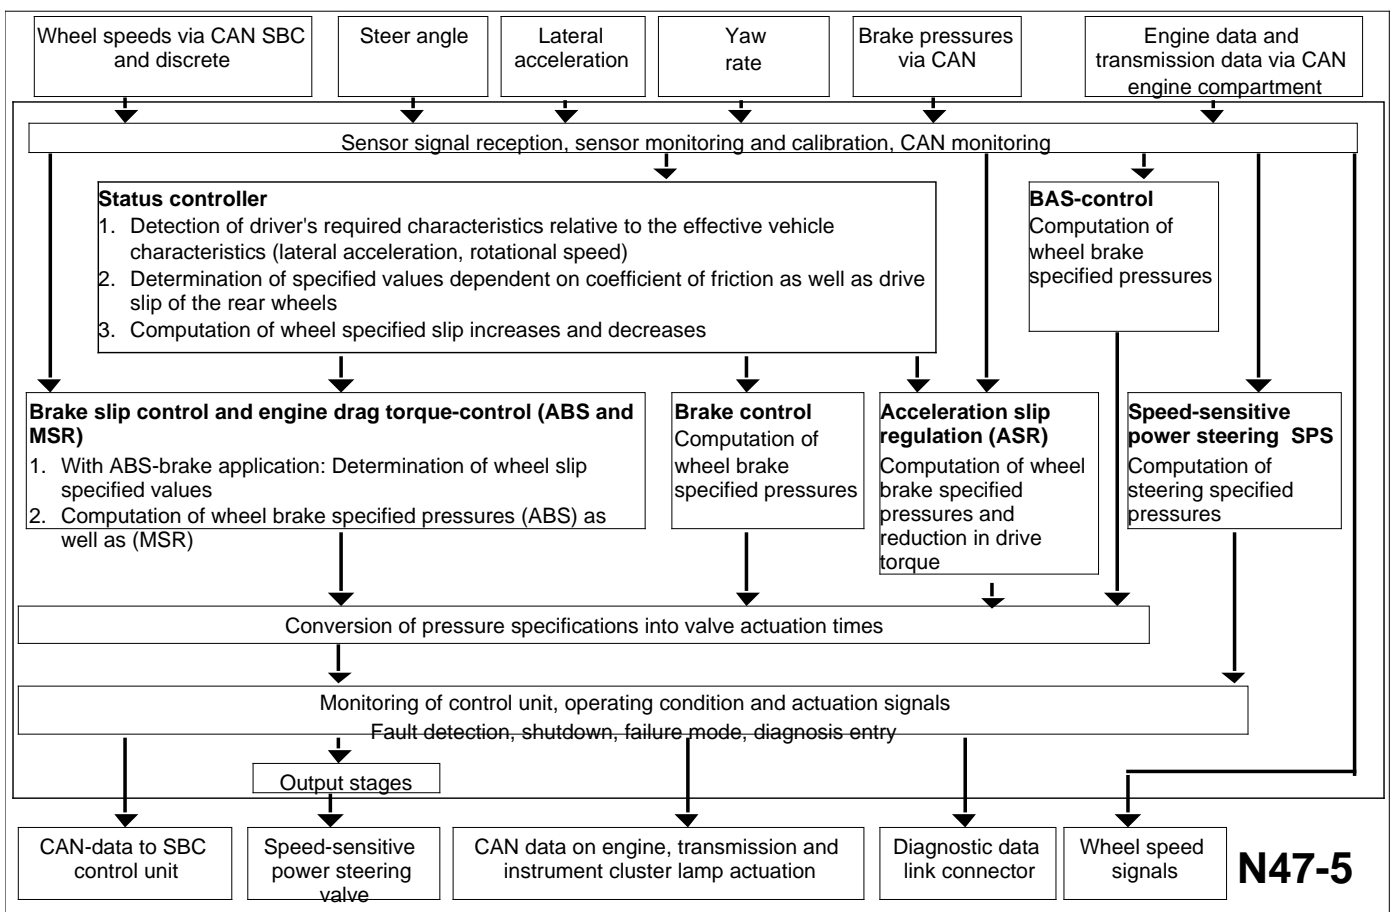 Wheel speeds via CAN SBC
and discrete
Steer angle
Lateral
acceleration
Yaw
rate
Brake pressures
via CAN
Engine data and
transmission data via CAN
engine compartment
Sensor signal reception, sensor monitoring and calibration, CAN monitoring
Status controller
1. Detection of driver's required characteristics relative to the effective vehicle
characteristics (lateral acceleration, rotational speed)
2. Determination of specified values dependent on coefficient of friction as well as drive
slip of the rear wheels
3. Computation of wheel specified slip increases and decreases
BAS-control
Computation of
wheel brake
specified pressures
Brake slip control and engine drag torque-control (ABS and
MSR)
1. With ABS-brake application: Determination of wheel slip
specified values
2. Computation of wheel brake specified pressures (ABS) as
well as (MSR)
Brake control
Computation of
wheel brake
specified pressures
Acceleration slip
regulation (ASR)
Computation of wheel
brake specified
pressures and
reduction in drive
torque
Speed-sensitive
power steering SPS
Computation of
steering specified
pressures
Conversion of pressure specifications into valve actuation times
Monitoring of control unit, operating condition and actuation signals
Fault detection, shutdown, failure mode, diagnosis entry
Output stages
CAN-data to SBC
control unit
Speed-sensitive
power steering
valve
CAN data on engine, transmission and
instrument cluster lamp actuation
Diagnostic data
link connector
Wheel speed
signals
N47-5